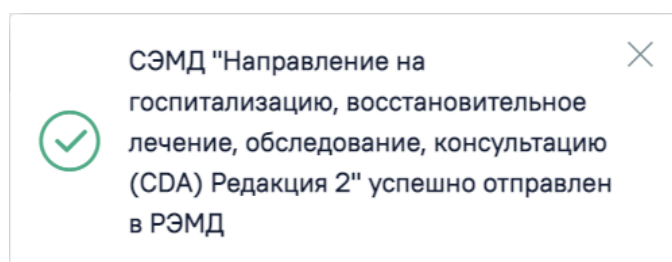 СЭМД "Направление на
госпитализацию, восстановительное
лечение, обследование, консультацию
(CDA) Редакция 2" успешно отправлен
в РЭМД